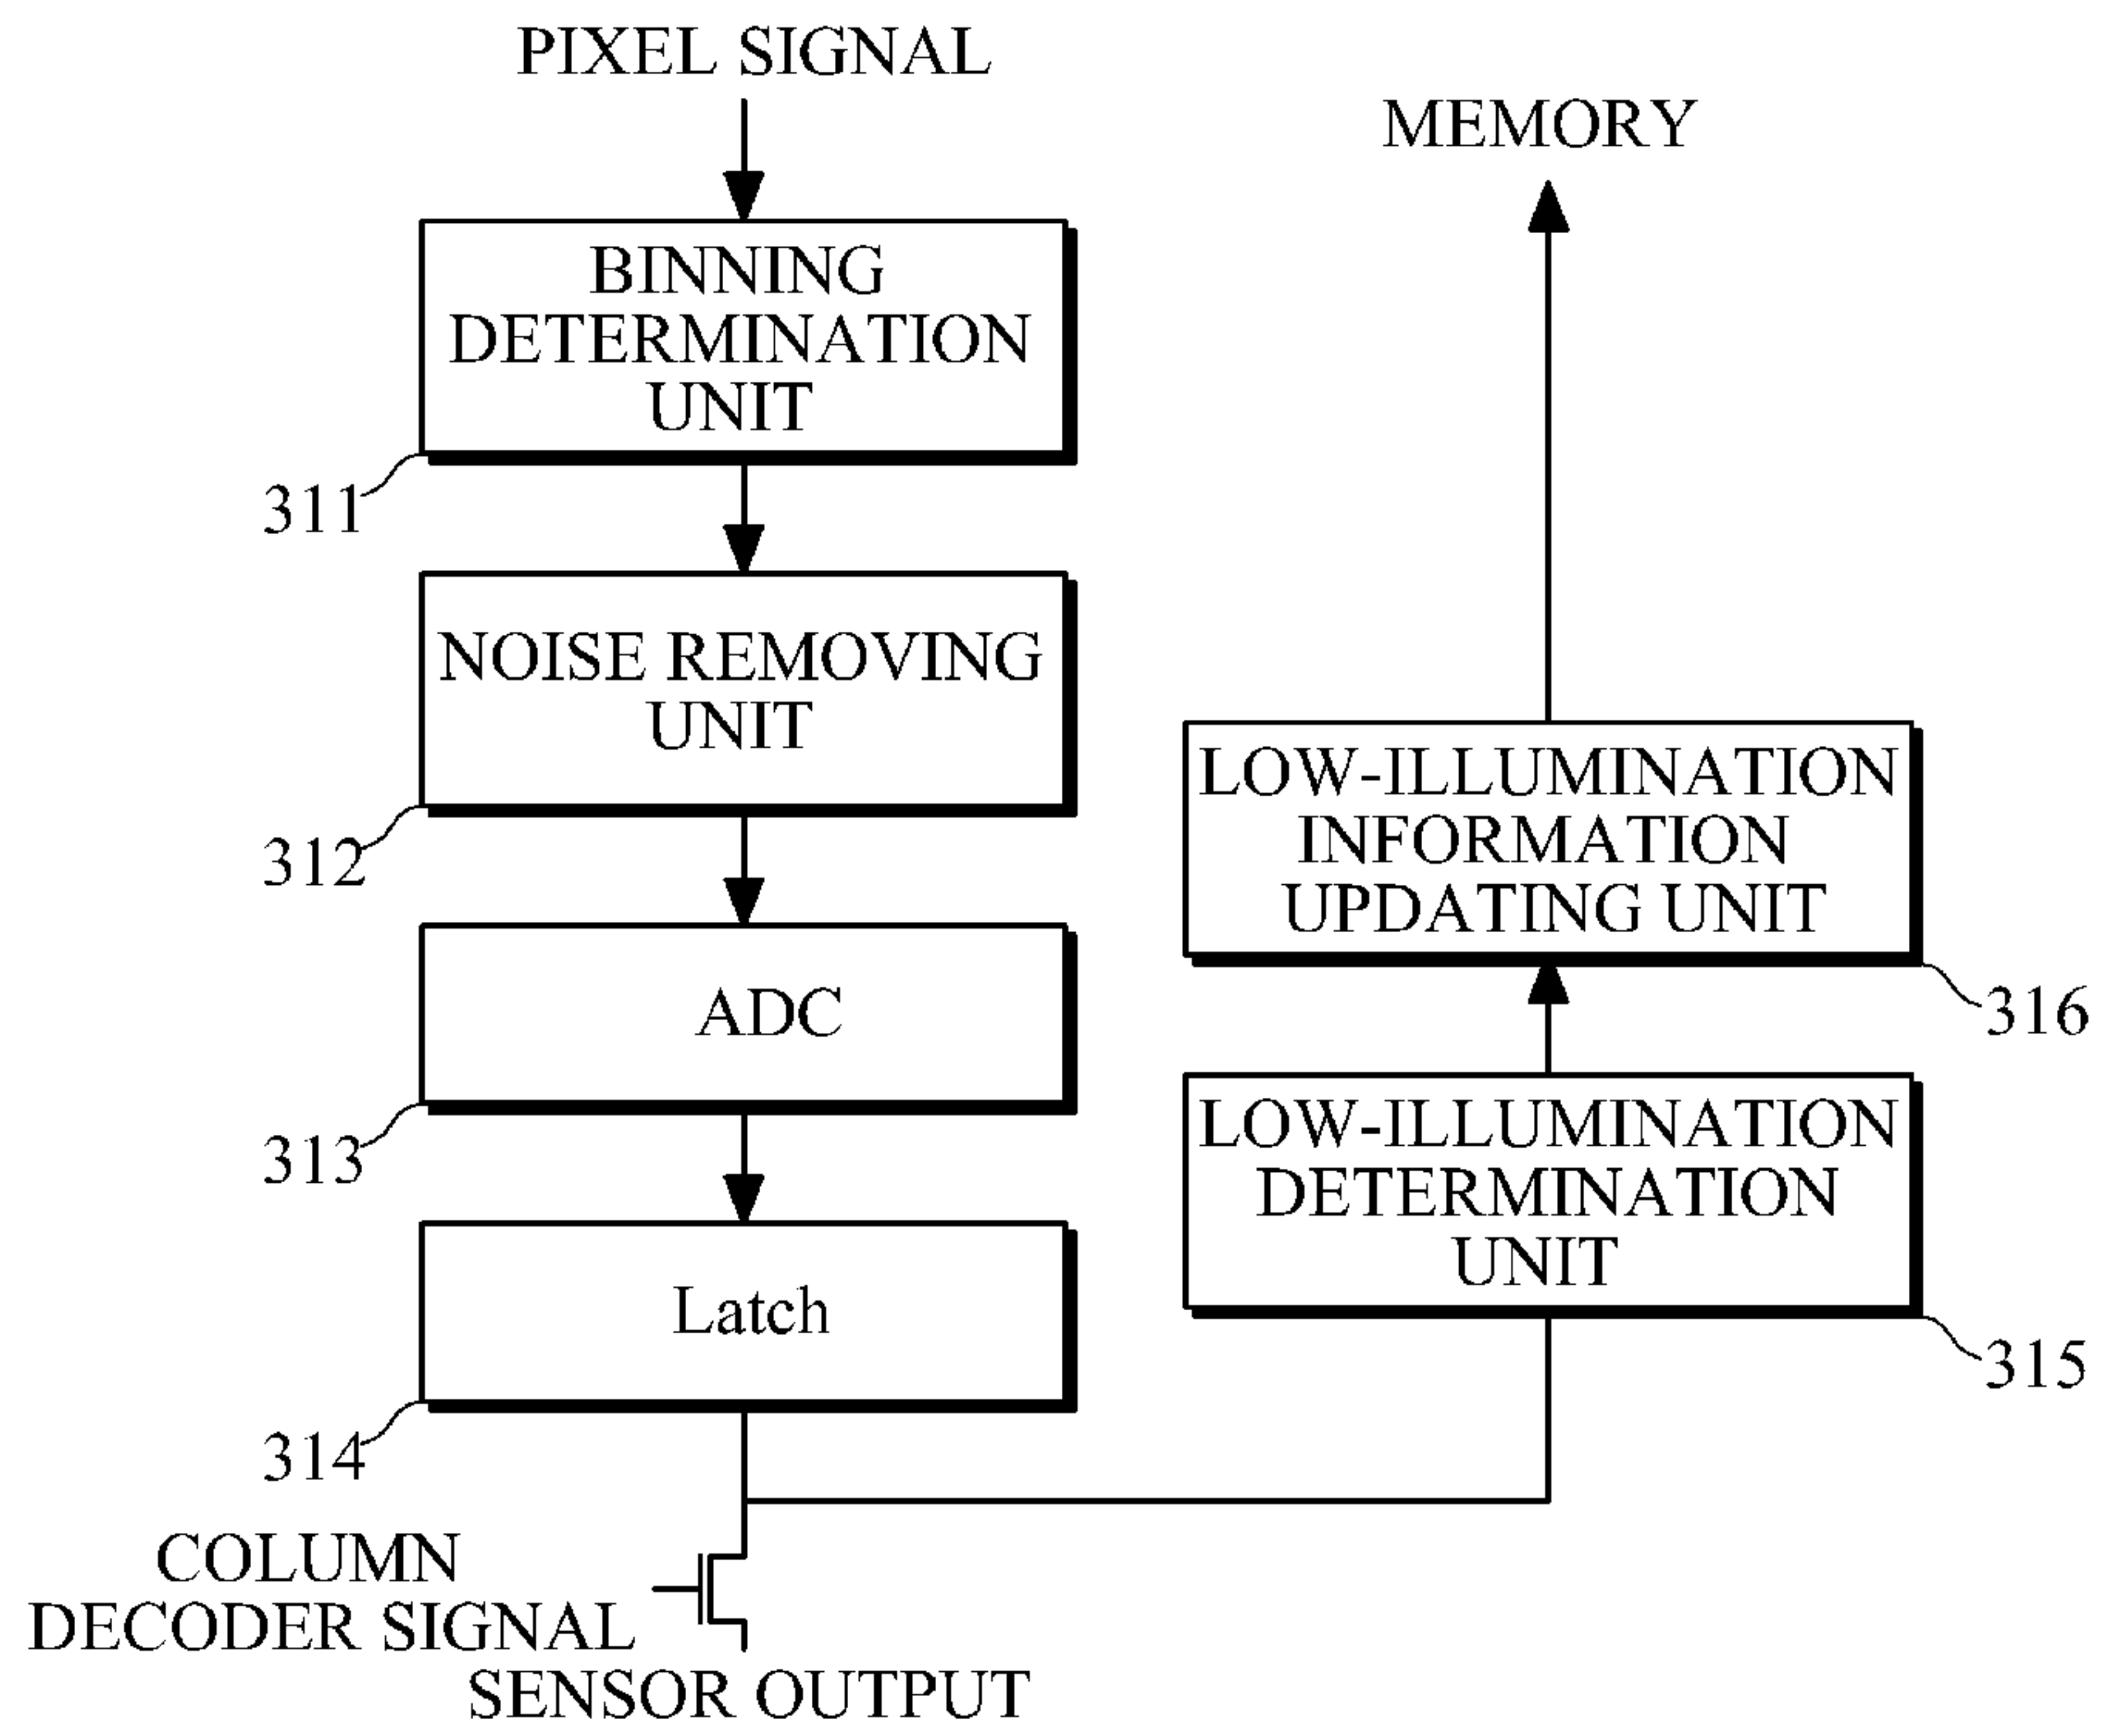 PIXEL SIGNAL
BINNING
DETERMINATION
UNIT
311
NOISE REMOVING
UNIT
312
ADC
313
Latch
314
COLUMN
DECODER SIGNAL
SENSOR OUTPUT
MEMORY
LOW-ILLUMINATION
INFORMATION
UPDATING UNIT
316
LOW-ILLUMINATION
DETERMINATION
UNIT
315